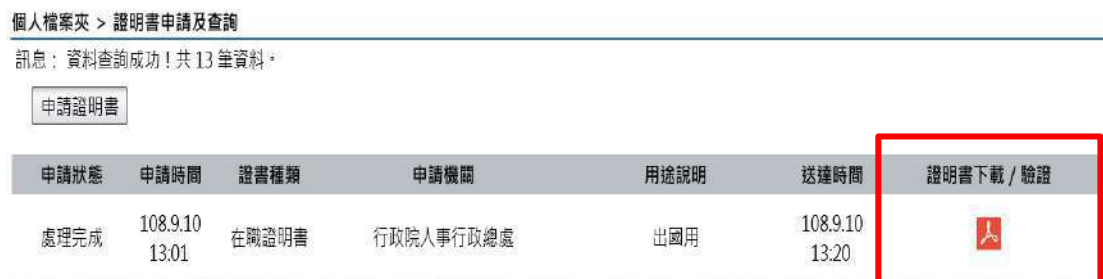 個人檔案夾 > 證明書申請及查詢
訊息： 資料查詢成功！共 13 筆資料。
申請證明書
申請狀態 申請時間 證書種類 申請機關 用途說明 送達時間 證明書下載 / 驗證
處理完成 108.9.10 13:01 在職證明書 行政院人事行政總處 出國用 108.9.10 13:20